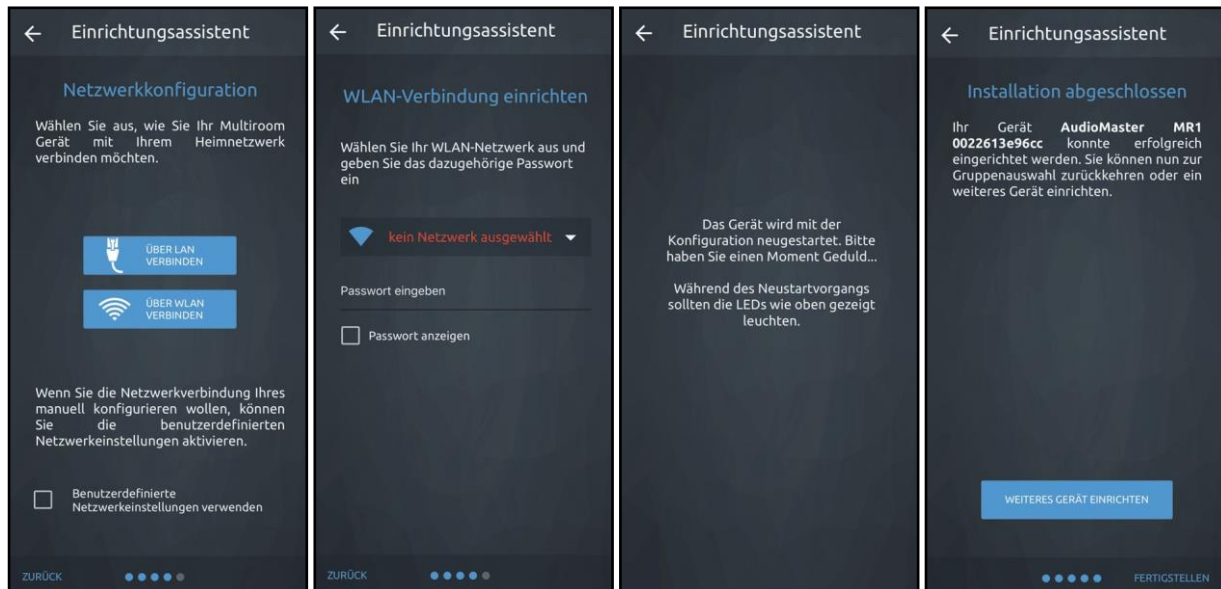 Einrichtungsassistent
Netzwerkkonfiguration
Wählen Sie aus, wie Sie Ihr Multiroom
Gerät mit Ihrem Heimnetzwerk
verbinden möchten.
ÜBER LAN
VERBINDEN
ÜBER WLAN
VERBINDEN
Wenn Sie die Netzwerkverbindung Ihres
manuell konfigurieren wollen, können
Sie die benutzerdefinierten
Netzwerkeinstellungen aktivieren.
Benutzerdefinierte
Netzwerkeinstellungen verwenden
ZURÜCK
Einrichtungsassistent
WLAN-Verbindung einrichten
Wählen Sie Ihr WLAN-Netzwerk aus und
geben Sie das dazugehörige Passwort
ein
kein Netzwerk ausgewählt
Passwort eingeben
Passwort anzeigen
ZURÜCK
Einrichtungsassistent
Das Gerät wird mit der
Konfiguration neugestartet. Bitte
haben Sie einen Moment Geduld...
Während des Neustartvorgangs
sollten die LEDs wie oben gezeigt
leuchten.
Einrichtungsassistent
Installation abgeschlossen
Ihr Gerät AudioMaster MR1
0022613e96cc konnte erfolgreich
eingerichtet werden. Sie können nun zur
Gruppenauswahl zurückkehren oder ein
weiteres Gerät einrichten.
WEITERES GERÄT EINRICHTEN
FERTIGSTELLEN